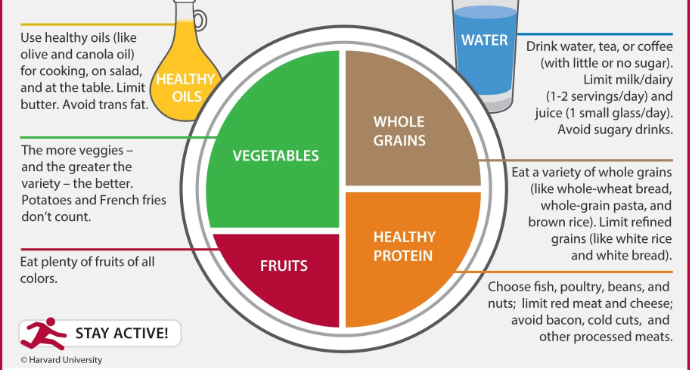 Use healthy oils (like
olive and canola oil)
for cooking, on salad,
and at the table. Limit
butter. Avoid trans fat.
HEALTHY
OILS
The more veggies –
and the greater the
variety – the better.
Potatoes and French fries
don't count.
Eat plenty of fruits of all
colors.
STAY ACTIVE!
© Harvard University
VEGETABLES
FRUITS
WHOLE
GRAINS
HEALTHY
PROTEIN
WATER
Drink water, tea, or coffee
(with little or no sugar).
Limit milk/dairy
(1-2 servings/day) and
juice (1 small glass/day).
Avoid sugary drinks.
Eat a variety of whole grains
(like whole-wheat bread,
whole-grain pasta, and
brown rice). Limit refined
grains (like white rice
and white bread).
Choose fish, poultry, beans, and
nuts; limit red meat and cheese;
avoid bacon, cold cuts, and
other processed meats.